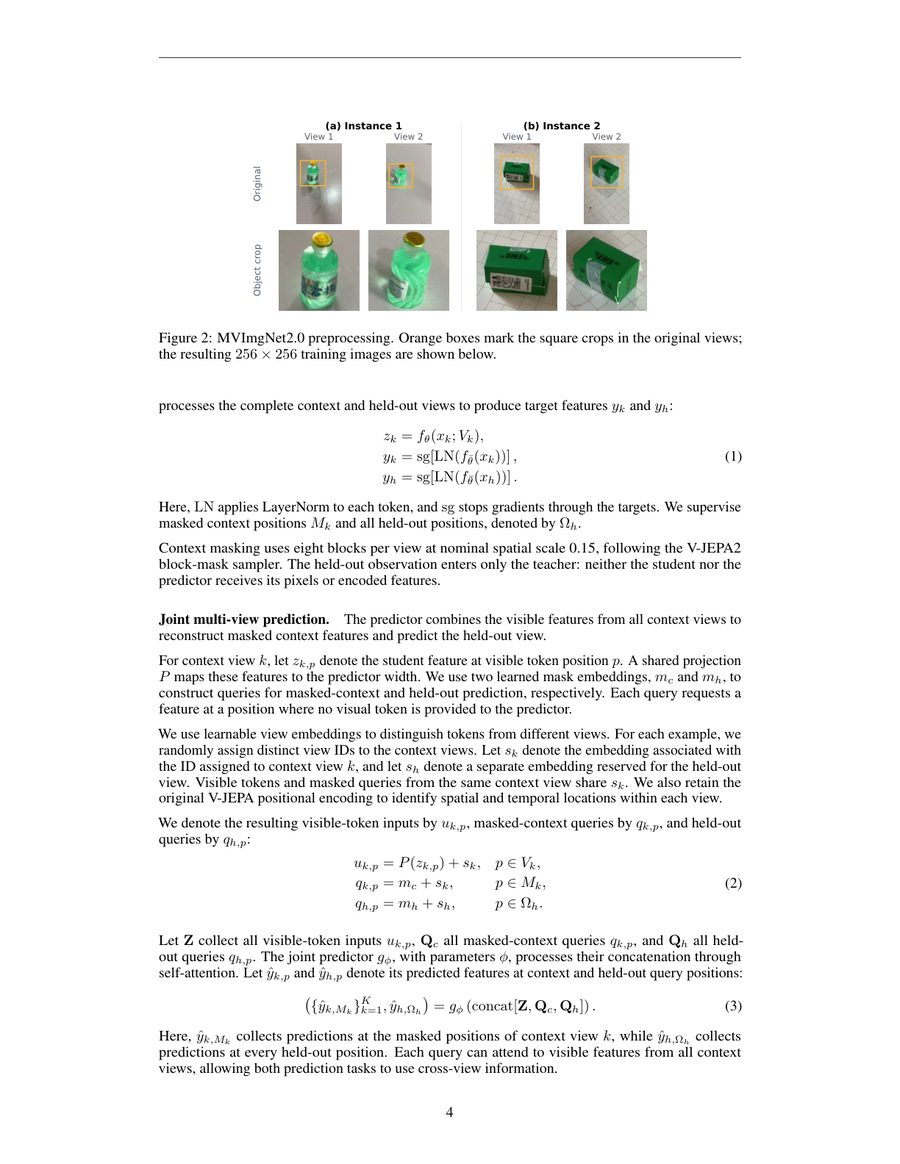 (a) Instance 1
(b) Instance 2
View 1
View 2
View 1
View 2
Original
Object crop
Figure 2: MVImgNet2.0 preprocessing. Orange boxes mark the square crops in the original views;
the resulting 256 × 256 training images are shown below.
processes the complete context and held-out views to produce target features y_k and y_h:
z_k = f_θ(x_k; V_k),
y_k = sg[LN(f_θ̄(x_k))] ,
(1)
y_h = sg[LN(f_θ̄(x_h))] .
Here, LN applies LayerNorm to each token, and sg stops gradients through the targets. We supervise
masked context positions M_k and all held-out positions, denoted by Ω_h.
Context masking uses eight blocks per view at nominal spatial scale 0.15, following the V-JEPA2
block-mask sampler. The held-out observation enters only the teacher: neither the student nor the
predictor receives its pixels or encoded features.
Joint multi-view prediction. The predictor combines the visible features from all context views to
reconstruct masked context features and predict the held-out view.
For context view k, let z_{k,p} denote the student feature at visible token position p. A shared projection
P maps these features to the predictor width. We use two learned mask embeddings, m_c and m_h, to
construct queries for masked-context and held-out prediction, respectively. Each query requests a
feature at a position where no visual token is provided to the predictor.
We use learnable view embeddings to distinguish tokens from different views. For each example, we
randomly assign distinct view IDs to the context views. Let s_k denote the embedding associated with
the ID assigned to context view k, and let s_h denote a separate embedding reserved for the held-out
view. Visible tokens and masked queries from the same context view share s_k. We also retain the
original V-JEPA positional encoding to identify spatial and temporal locations within each view.
We denote the resulting visible-token inputs by u_{k,p}, masked-context queries by q_{k,p}, and held-out
queries by q_{h,p}:
u_{k,p} = P(z_{k,p}) + s_k, p ∈ V_k,
q_{k,p} = m_c + s_k, p ∈ M_k,
(2)
q_{h,p} = m_h + s_h, p ∈ Ω_h.
Let Z collect all visible-token inputs u_{k,p}, Q_c all masked-context queries q_{k,p}, and Q_h all held-
out queries q_{h,p}. The joint predictor g_ϕ, with parameters ϕ, processes their concatenation through
self-attention. Let ŷ_{k,p} and ŷ_{h,p} denote its predicted features at context and held-out query positions:
({ŷ_{k,M_k}}_{k=1}^K, ŷ_{h,Ω_h}) = g_ϕ (concat[Z, Q_c, Q_h]) . (3)
Here, ŷ_{k,M_k} collects predictions at the masked positions of context view k, while ŷ_{h,Ω_h} collects
predictions at every held-out position. Each query can attend to visible features from all context
views, allowing both prediction tasks to use cross-view information.
4